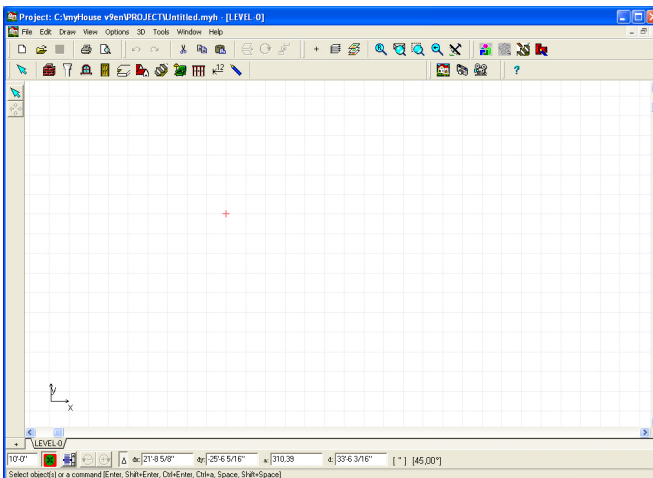 Project: C:\myHouse v9en\PROJECT\Untitled.myh - [LEVEL-0]
File Edit Draw View Options 3D Tools Window Help
12
?
y
x
+ LEVEL-0
10'-0" Δ dx: 21'-8 5/8" dy: -25'-6 5/16" a: 310,39 d: 33'-6 3/16" [ " ] [45,00°]
Select object(s) or a command [Enter, Shift+Enter, Ctrl+Enter, Ctrl+a, Space, Shift+Space]